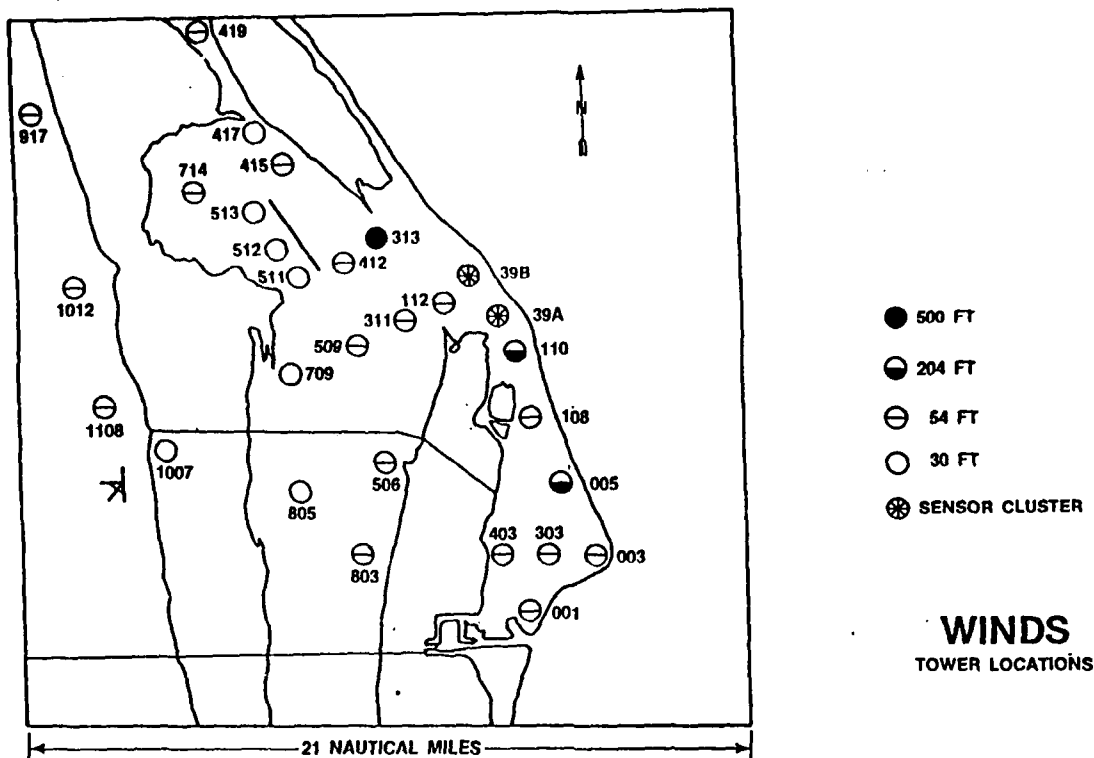 419
N
417
917
415
714
513
313
512
412
39B
511
1012
112
311
39A
509
110
709
108
1108
1007
506
805
005
403
303
003
803
001
21 NAUTICAL MILES
500 FT
204 FT
54 FT
30 FT
SENSOR CLUSTER
WINDS
TOWER LOCATIONS